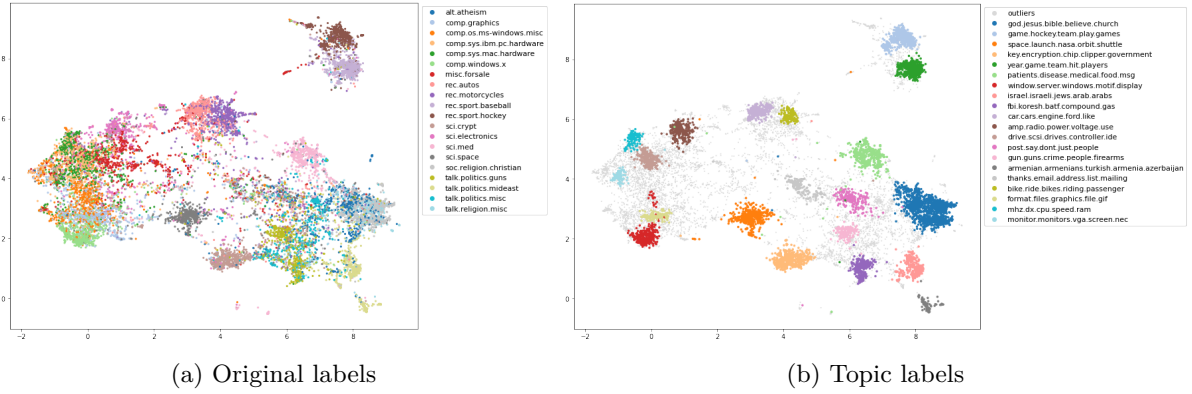 8
6
4
2
0
−2
0
2
4
6
8
alt.atheism
comp.graphics
comp.os.ms-windows.misc
comp.sys.ibm.pc.hardware
comp.sys.mac.hardware
comp.windows.x
misc.forsale
rec.autos
rec.motorcycles
rec.sport.baseball
rec.sport.hockey
sci.crypt
sci.electronics
sci.med
sci.space
soc.religion.christian
talk.politics.guns
talk.politics.mideast
talk.politics.misc
talk.religion.misc
(a) Original labels
8
6
4
2
0
−2
0
2
4
6
8
outliers
god.jesus.bible.believe.church
game.hockey.team.play.games
space.launch.nasa.orbit.shuttle
key.encryption.chip.clipper.government
year.game.team.hit.players
patients.disease.medical.food.msg
window.server.windows.motif.display
israel.israeli.jews.arab.arabs
fbi.koresh.batf.compound.gas
car.cars.engine.ford.like
amp.radio.power.voltage.use
drive.scsi.drives.controller.ide
post.say.dont.just.people
gun.guns.crime.people.firearms
armenian.armenians.turkish.armenia.azerbaijan
thanks.email.address.list.mailing
bike.ride.bikes.riding.passenger
format.files.graphics.file.gif
mhz.dx.cpu.speed.ram
monitor.monitors.vga.screen.nec
(b) Topic labels